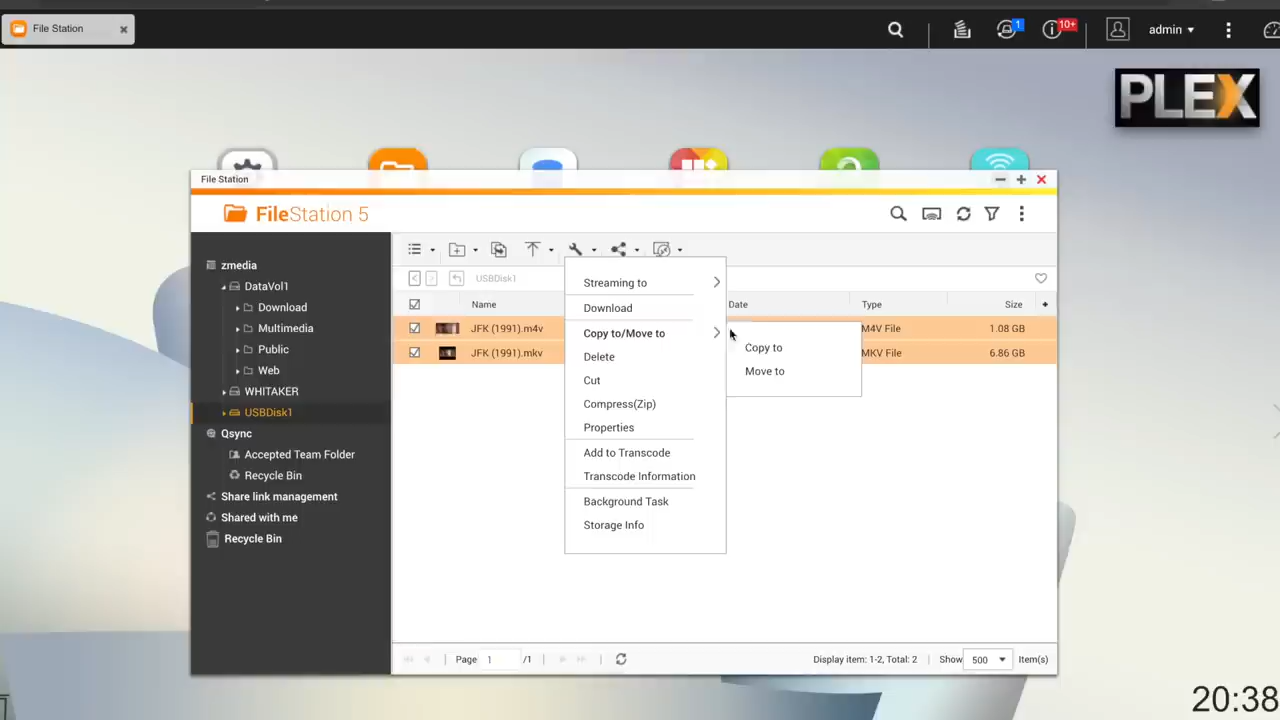 File Station
1
10+
admin
PLEX
File Station
FileStation 5
zmedia
DataVol1
Download
Multimedia
Public
Web
WHITAKER
USBDisk1
Qsync
Accepted Team Folder
Recycle Bin
Share link management
Shared with me
Recycle Bin
USBDisk1
Name Date Type Size
JFK (1991).m4v M4V File 1.08 GB
JFK (1991).mkv MKV File 6.86 GB
Streaming to
Download
Copy to/Move to
Delete
Cut
Compress(Zip)
Properties
Add to Transcode
Transcode Information
Background Task
Storage Info
Copy to
Move to
Page 1 /1 Display item: 1-2, Total: 2 Show 500 Item(s)
20:38